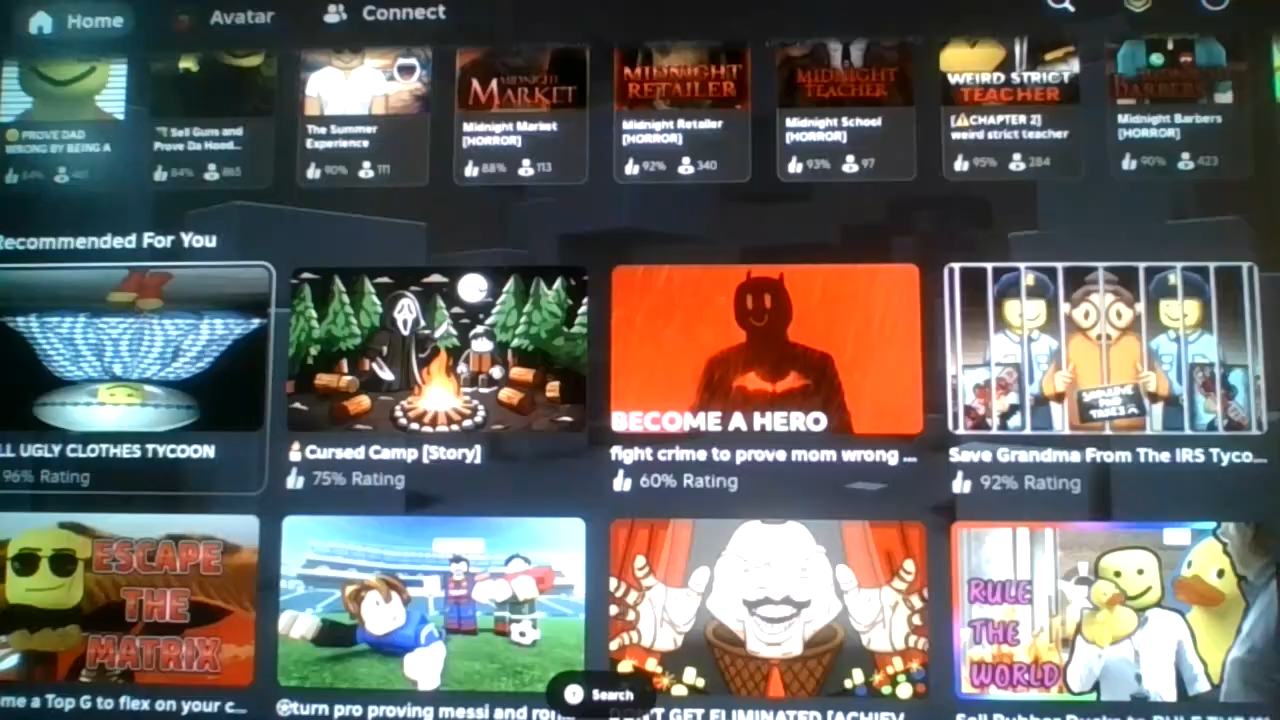 Home
Avatar
Connect
MIDNIGHT
MARKET
MIDNIGHT
RETAILER
MIDNIGHT
TEACHER
WEIRD STRICT
TEACHER
PROVE DAD
WRONG BY BEING A
84%
Sell Guns and
Prove Da Hood...
84% 865
The Summer
Experience
90% 111
Midnight Market
[HORROR]
88% 113
Midnight Retailer
[HORROR]
92% 340
Midnight School
[HORROR]
93% 97
[⚠CHAPTER 2]
weird strict teacher
95% 284
Midnight Barbers
[HORROR]
90% 423
Recommended For You
BECOME A HERO
LL UGLY CLOTHES TYCOON
96% Rating
Cursed Camp [Story]
75% Rating
fight crime to prove mom wrong ...
60% Rating
Save Grandma From The IRS Tyco...
92% Rating
ESCAPE
THE
MATRIX
RULE
THE
WORLD
me a Top G to flex on your c...
⚽turn pro proving messi and
Search